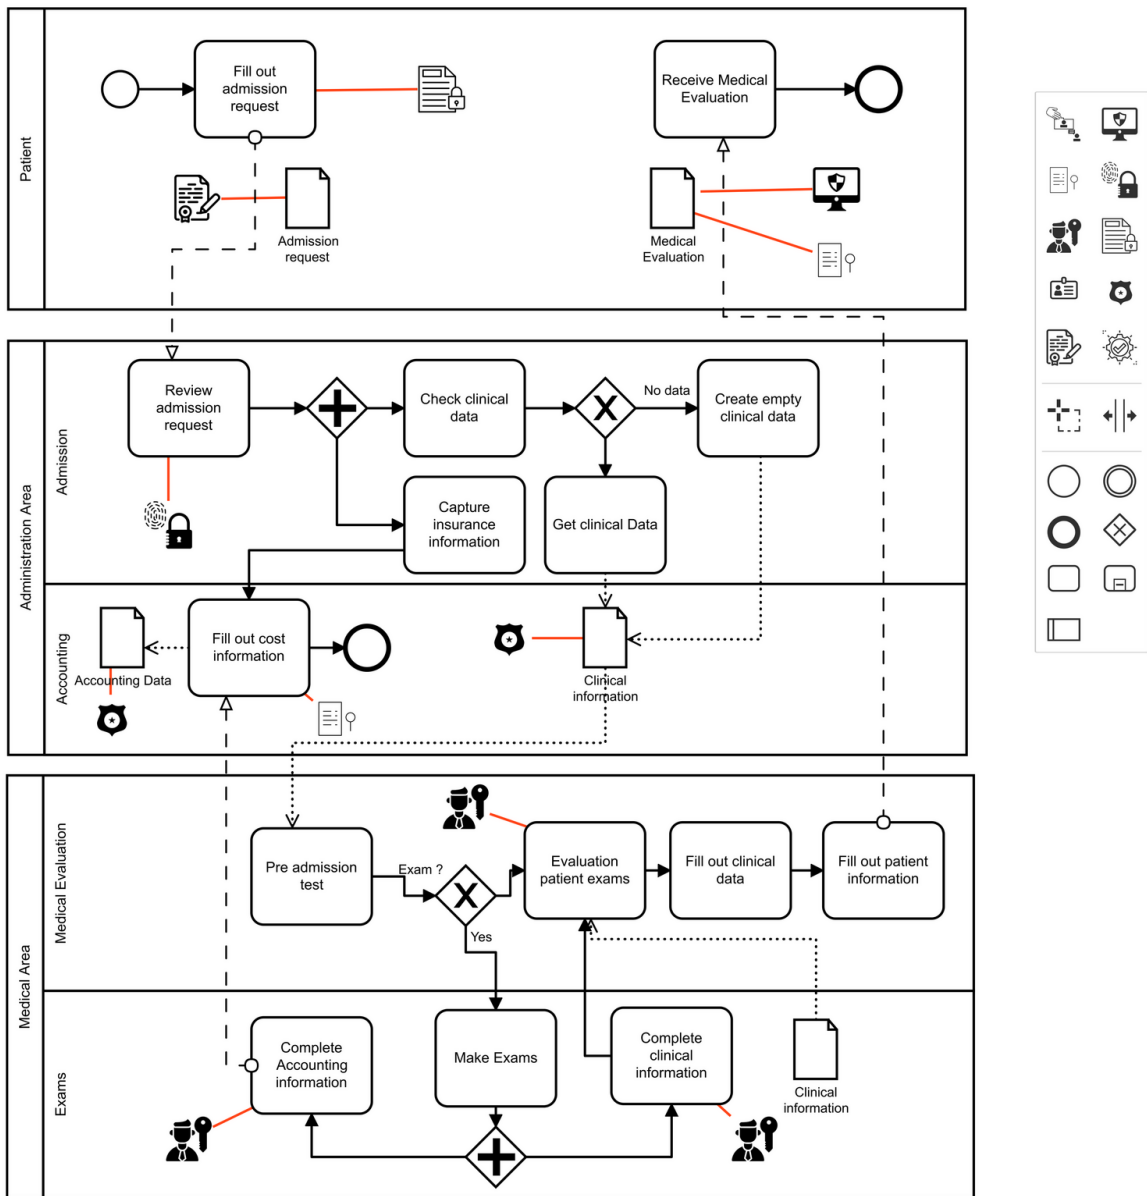 Patient
Fill out
admission
request
Receive Medical
Evaluation
Admission
request
Medical
Evaluation
Administration Area
Admission
Review
admission
request
Check clinical
data
No data
Create empty
clinical data
Capture
insurance
information
Get clinical Data
Accounting
Accounting Data
Fill out cost
information
Clinical
information
Medical Area
Medical Evaluation
Pre admission
test
Exam ?
Yes
Evaluation
patient exams
Fill out clinical
data
Fill out patient
information
Exams
Complete
Accounting
information
Make Exams
Complete
clinical
information
Clinical
information